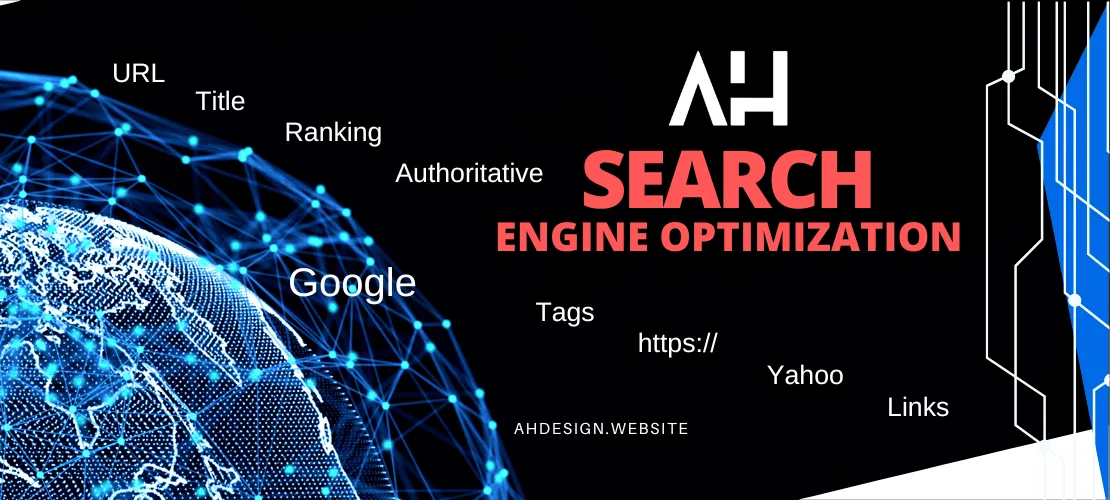 URL
Title
Ranking
Authoritative
AH
SEARCH
ENGINE OPTIMIZATION
Google
Tags
https://
Yahoo
Links
AHDESIGN.WEBSITE